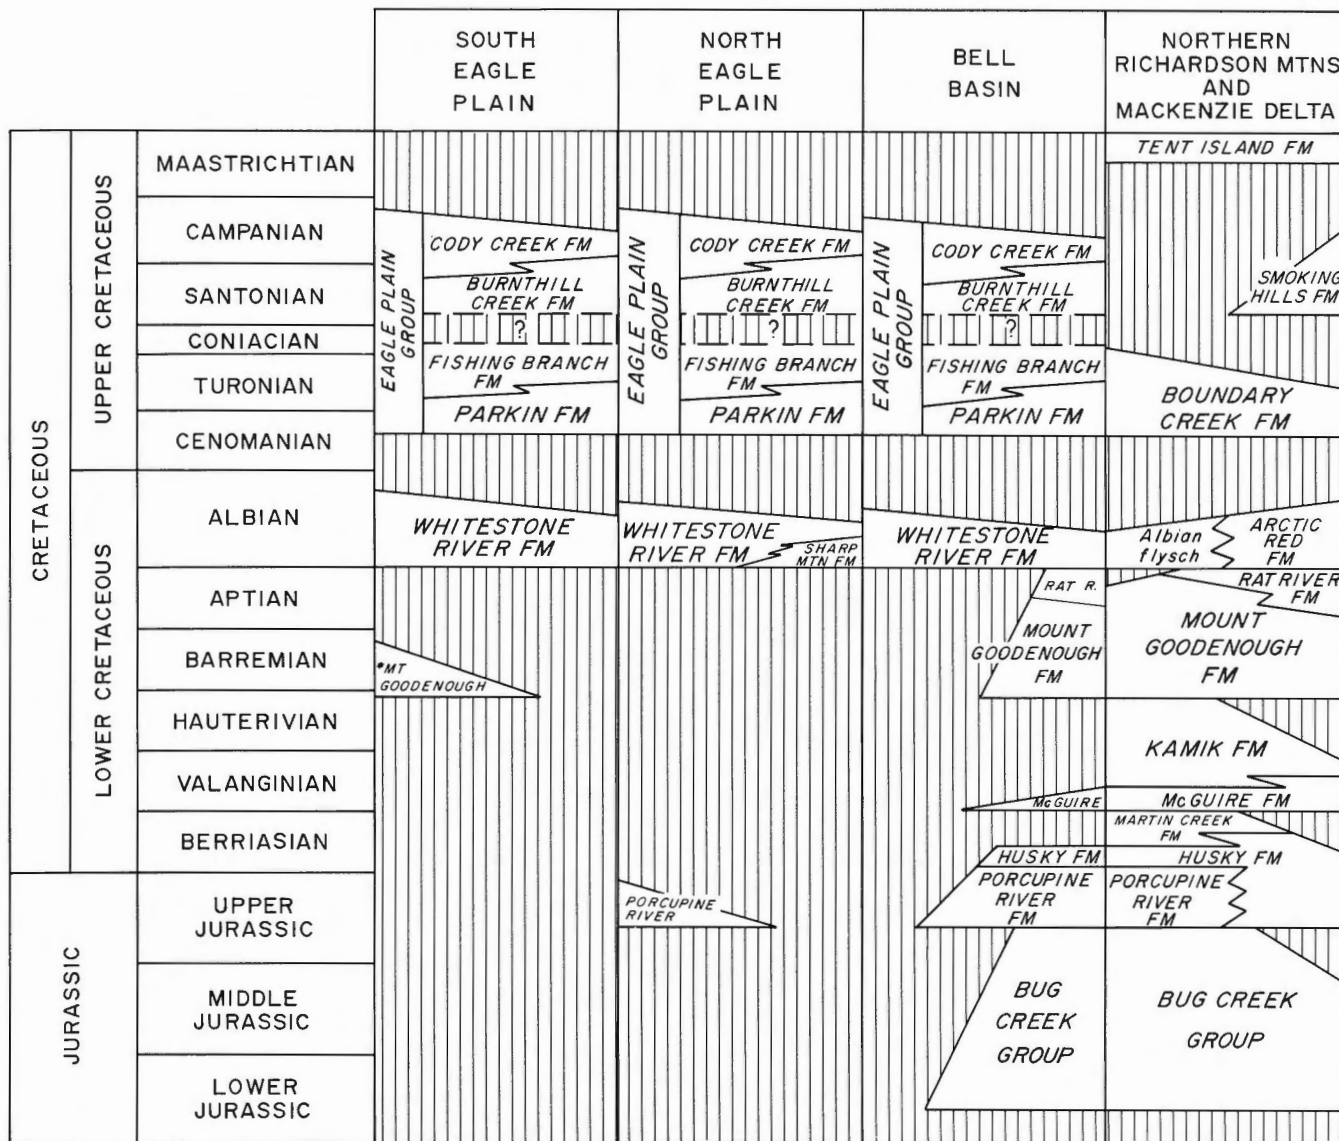 SOUTH
EAGLE
PLAIN
NORTH
EAGLE
PLAIN
BELL
BASIN
NORTHERN
RICHARDSON MTNS
AND
MACKENZIE DELTA
CRETACEOUS
UPPER CRETACEOUS
LOWER CRETACEOUS
JURASSIC
MAASTRICHTIAN
CAMPANIAN
SANTONIAN
CONIACIAN
TURONIAN
CENOMANIAN
ALBIAN
APTIAN
BARREMIAN
HAUTERIVIAN
VALANGINIAN
BERRIASIAN
UPPER
JURASSIC
MIDDLE
JURASSIC
LOWER
JURASSIC
EAGLE PLAIN
GROUP
CODY CREEK FM
BURNTHILL
CREEK FM
?
FISHING BRANCH
FM
PARKIN FM
WHITESTONE
RIVER FM
*MT
GOODENOUGH
EAGLE PLAIN
GROUP
CODY CREEK FM
BURNTHILL
CREEK FM
?
FISHING BRANCH
FM
PARKIN FM
WHITESTONE
RIVER FM
SHARP
MTN FM
PORCUPINE
RIVER
EAGLE PLAIN
GROUP
CODY CREEK FM
BURNTHILL
CREEK FM
?
FISHING BRANCH
FM
PARKIN FM
WHITESTONE
RIVER FM
RAT R.
MOUNT
GOODENOUGH
FM
McGUIRE
HUSKY FM
PORCUPINE
RIVER
FM
BUG
CREEK
GROUP
TENT ISLAND FM
SMOKING
HILLS FM
BOUNDARY
CREEK FM
Albian
flysch
ARCTIC
RED
FM
RAT RIVER
FM
MOUNT
GOODENOUGH
FM
KAMIK FM
McGUIRE FM
MARTIN CREEK
FM
HUSKY FM
PORCUPINE
RIVER
FM
BUG CREEK
GROUP